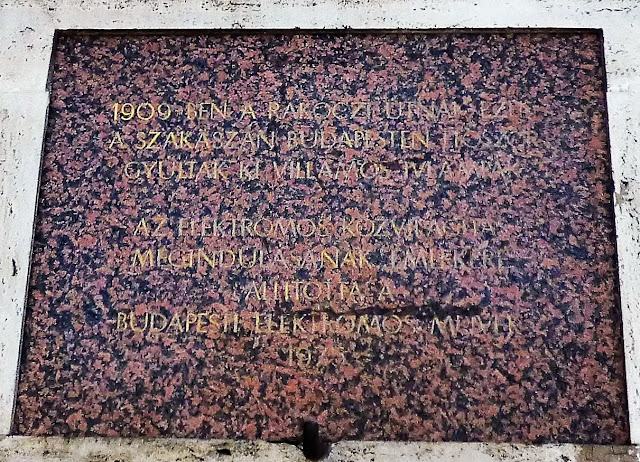 1909-BEN A RÁKÓCZI ÚTNAK EZEN
A SZAKASZÁN BUDAPESTEN ELŐSZÖR
GYÚLTAK KI VILLAMOS ÍVLÁMPÁK
AZ ELEKTROMOS KÖZVILÁGÍTÁS
MEGINDULÁSÁNAK EMLÉKÉRE
ÁLLÍTOTTA A
BUDAPESTI ELEKTROMOS MŰVEK